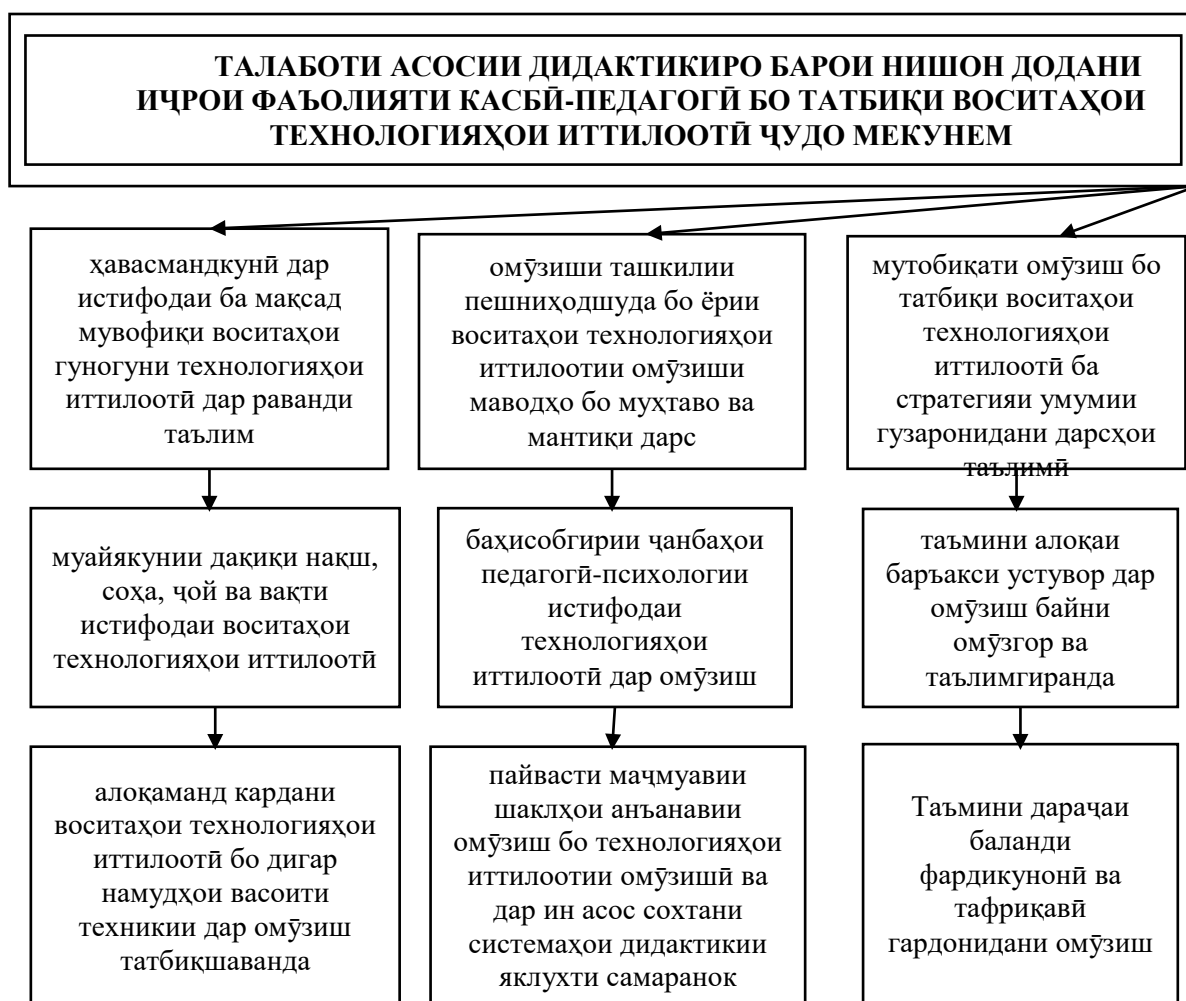 ТАЛАБОТИ АСОСИИ ДИДАКТИКИРО БАРОИ НИШОН ДОДАНИ
ИҶРОИ ФАЪОЛИЯТИ КАСБӢ-ПЕДАГОГӢ БО ТАТБИҚИ ВОСИТАҲОИ
ТЕХНОЛОГИЯҲОИ ИТТИЛООТӢ ҶУДО МЕКУНЕМ
ҳавасмандкунӣ дар
истифодаи ба мақсад
мувофиқи воситаҳои
гуногуни технологияҳои
иттилоотӣ дар раванди
таълим
омӯзиши ташкилии
пешниҳодшуда бо ёрии
воситаҳои технологияҳои
иттилоотии омӯзиши
маводҳо бо муҳтаво ва
мантиқи дарс
мутобиқати омӯзиш бо
татбиқи воситаҳои
технологияҳои
иттилоотӣ ба
стратегияи умумии
гузаронидани дарсҳои
таълимӣ
муайякунии дақиқи нақш,
соҳа, ҷой ва вақти
истифодаи воситаҳои
технологияҳои иттилоотӣ
баҳисобгирии ҷанбаҳои
педагогӣ-психологии
истифодаи
технологияҳои
иттилоотӣ дар омӯзиш
таъмини алоқаи
баръакси устувор дар
омӯзиш байни
омӯзгор ва
таълимгиранда
алоқаманд кардани
воситаҳои технологияҳои
иттилоотӣ бо дигар
намудҳои васоити
техникии дар омӯзиш
татбиқшаванда
пайвасти маҷмуавии
шаклҳои анъанавии
омӯзиш бо технологияҳои
иттилоотии омӯзишӣ ва
дар ин асос сохтани
системаҳои дидактикии
яклухти самаранок
Таъмини дараҷаи
баланди
фардикунонӣ ва
тафриқавӣ
гардонидани омӯзиш